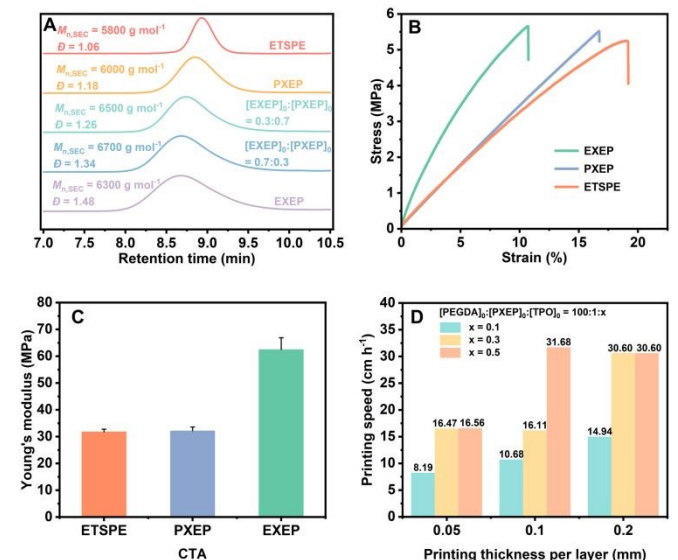 A
Mn,SEC = 5800 g mol-1
Đ = 1.06
ETSPE
Mn,SEC = 6000 g mol-1
Đ = 1.18
PXEP
Mn,SEC = 6500 g mol-1
Đ = 1.26
[EXEP]0:[PXEP]0
= 0.3:0.7
Mn,SEC = 6700 g mol-1
Đ = 1.34
[EXEP]0:[PXEP]0
= 0.7:0.3
Mn,SEC = 6300 g mol-1
Đ = 1.48
EXEP
7.0 7.5 8.0 8.5 9.0 9.5 10.0 10.5
Retention time (min)
B
Stress (MPa)
6
5
4
3
2
1
0
EXEP
PXEP
ETSPE
0 5 10 15 20
Strain (%)
C
Young's modulus (MPa)
80
70
60
50
40
30
20
10
0
ETSPE PXEP EXEP
CTA
D
Printing speed (cm h-1)
40
35
30
25
20
15
10
5
0
[PEGDA]0:[PXEP]0:[TPO]0 = 100:1:x
x = 0.1
x = 0.3
x = 0.5
8.19 16.47 16.56
10.68 16.11 31.68
14.94 30.60 30.60
0.05 0.1 0.2
Printing thickness per layer (mm)